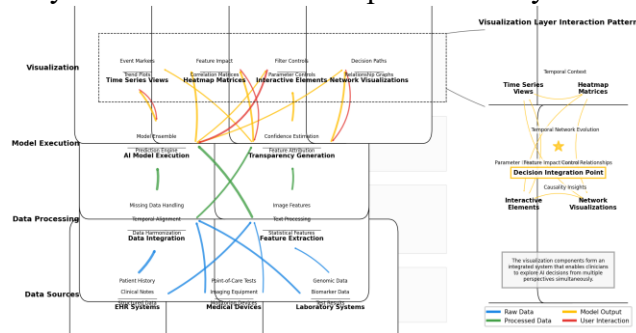 Visualization Layer Interaction Pattern
Event Markers
Feature Impact
Filter Controls
Decision Paths
Visualization
Trend Plots
Correlation Matrices
Parameter Controls
Relationship Graphs
Time Series Views
Heatmap Matrices
Interactive Elements
Network Visualizations
Model Execution
Model Ensemble
Confidence Estimation
Prediction Engine
Feature Attribution
AI Model Execution
Transparency Generation
Missing Data Handling
Image Features
Data Processing
Temporal Alignment
Text Processing
Data Harmonization
Statistical Features
Data Integration
Feature Extraction
Patient History
Point-of-Care Tests
Genomic Data
Data Sources
Clinical Notes
Imaging Equipment
Biomarker Data
EHR Systems
Medical Devices
Laboratory Systems
Temporal Context
Time Series
Views
Heatmap
Matrices
Temporal Network Evolution
Parameter
Feature Impact
Control Relationships
Decision Integration Point
Causality Insights
Interactive
Elements
Network
Visualizations
The visualization components form an
integrated system that enables clinicians
to explore AI decisions from multiple
perspectives simultaneously.
Raw Data
Model Output
Processed Data
User Interaction